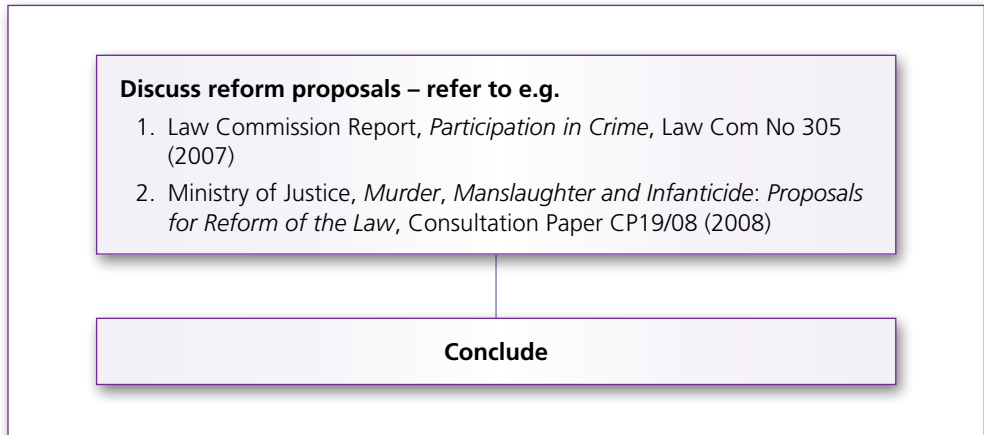 Discuss reform proposals – refer to e.g.
1. Law Commission Report, Participation in Crime, Law Com No 305
(2007)
2. Ministry of Justice, Murder, Manslaughter and Infanticide: Proposals
for Reform of the Law, Consultation Paper CP19/08 (2008)
Conclude